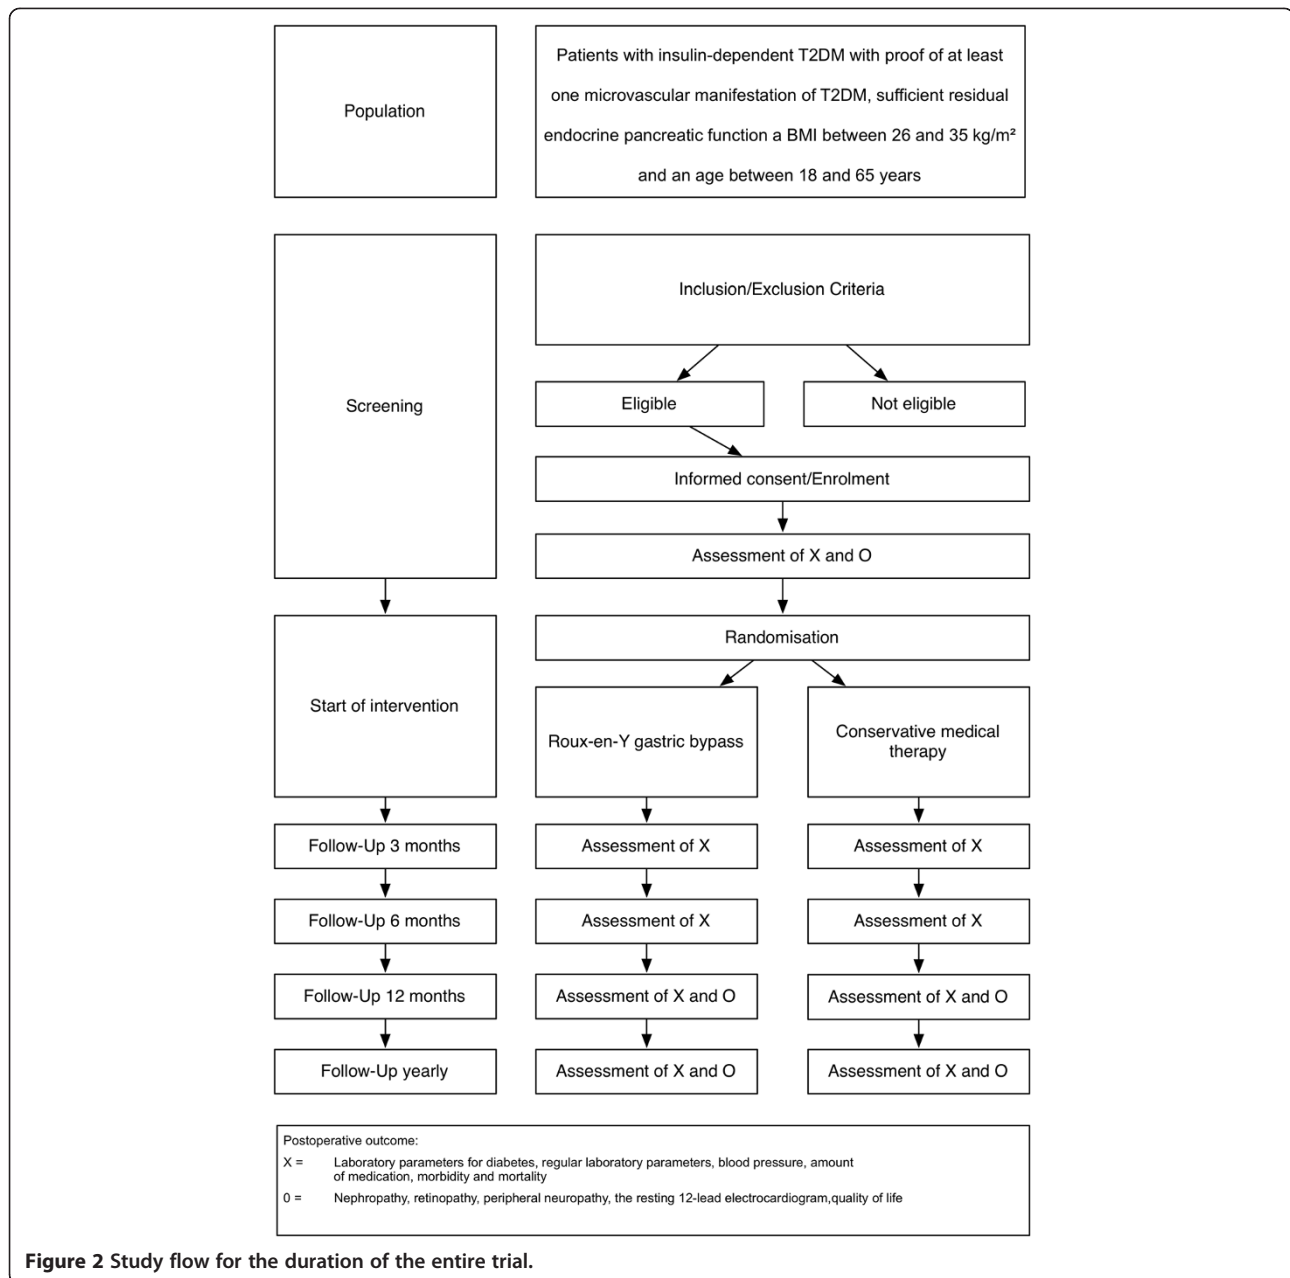 Population
Patients with insulin-dependent T2DM with proof of at least
one microvascular manifestation of T2DM, sufficient residual
endocrine pancreatic function a BMI between 26 and 35 kg/m²
and an age between 18 and 65 years
Screening
Inclusion/Exclusion Criteria
Eligible
Not eligible
Informed consent/Enrolment
Assessment of X and O
Start of intervention
Randomisation
Roux-en-Y gastric bypass
Conservative medical
therapy
Follow-Up 3 months
Assessment of X
Assessment of X
Follow-Up 6 months
Assessment of X
Assessment of X
Follow-Up 12 months
Assessment of X and O
Assessment of X and O
Follow-Up yearly
Assessment of X and O
Assessment of X and O
Postoperative outcome:
X = Laboratory parameters for diabetes, regular laboratory parameters, blood pressure, amount
of medication, morbidity and mortality
0 = Nephropathy, retinopathy, peripheral neuropathy, the resting 12-lead electrocardiogram,quality of life
Figure 2 Study flow for the duration of the entire trial.